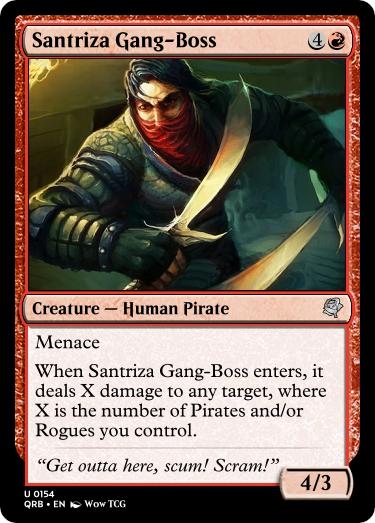 Santriza Gang-Boss 4
Creature — Human Pirate
Menace
When Santriza Gang-Boss enters, it
deals X damage to any target, where
X is the number of Pirates and/or
Rogues you control.
“Get outta here, scum! Scram!”
4/3
U 0154
QRB • EN Wow TCG